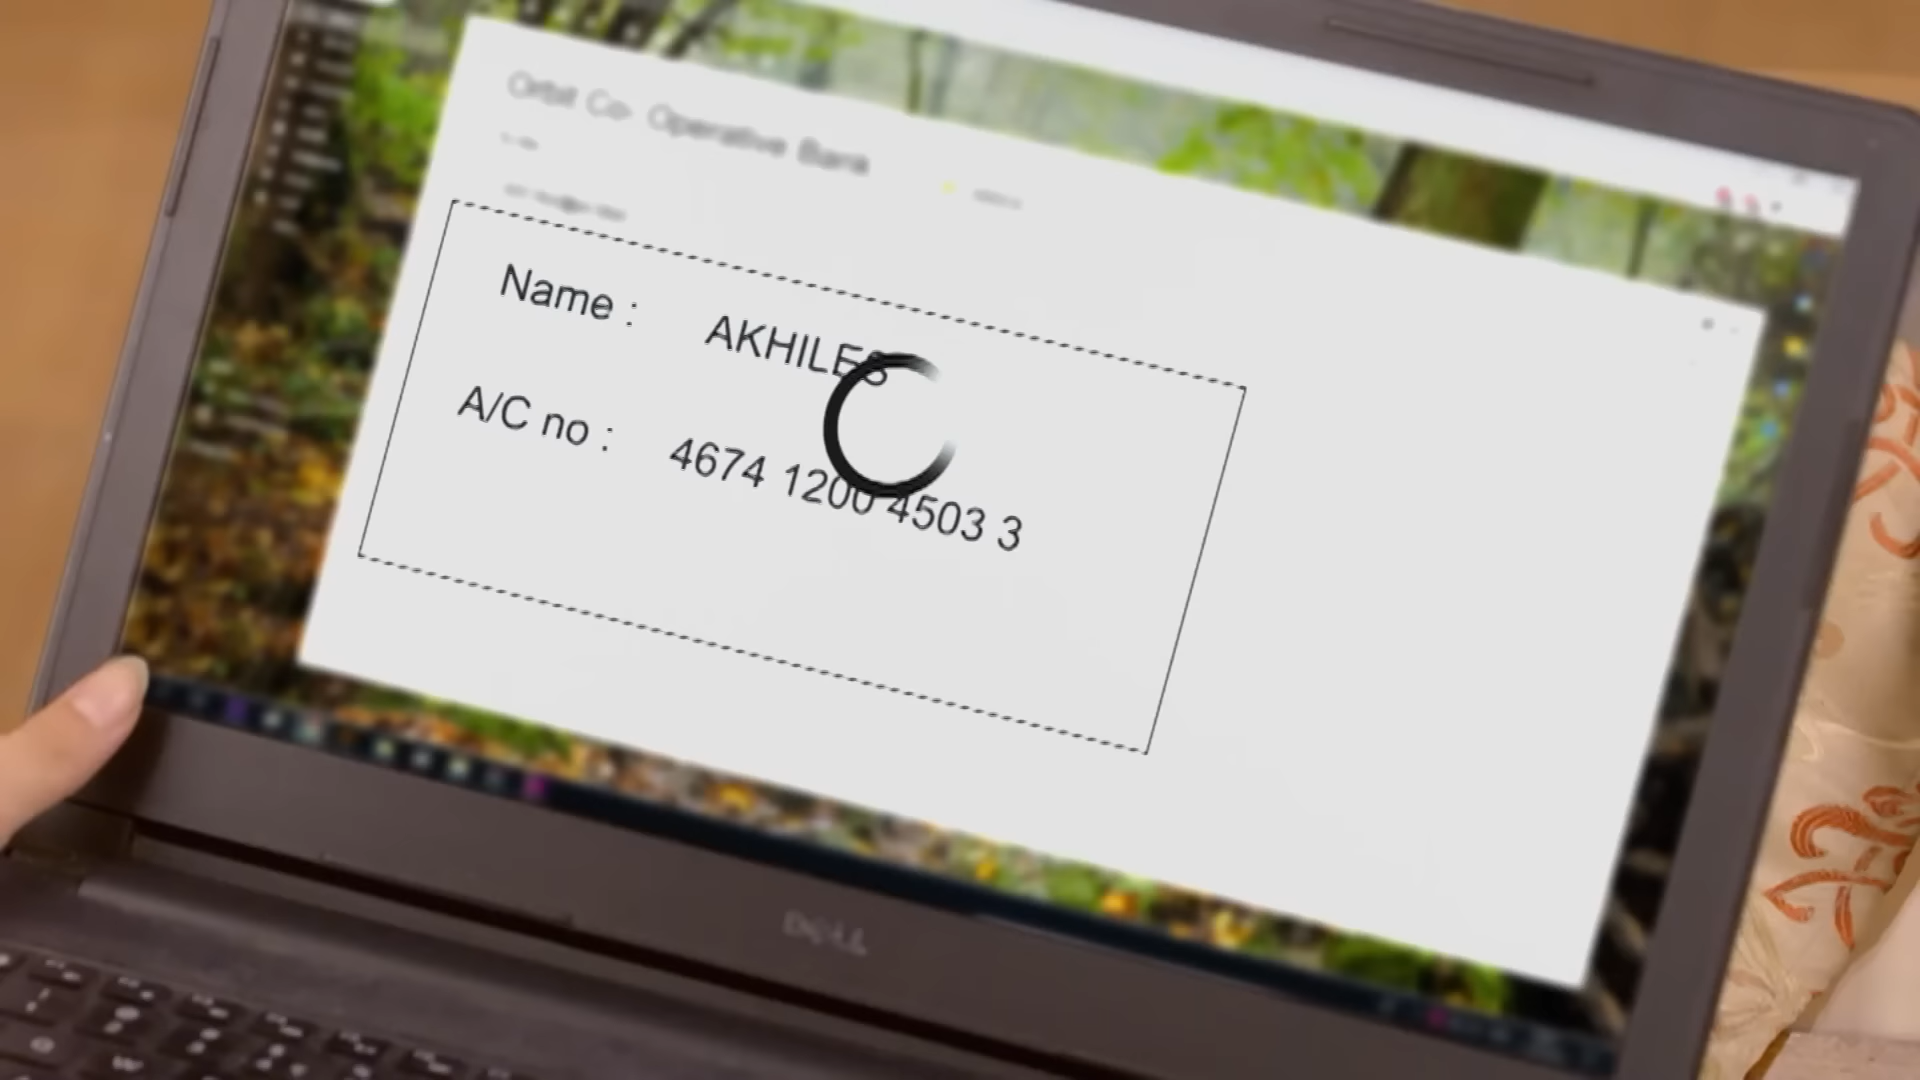 Orbit Co- Operative Bank
Name : AKHILES
A/C no : 4674 1200 4503 3
DELL